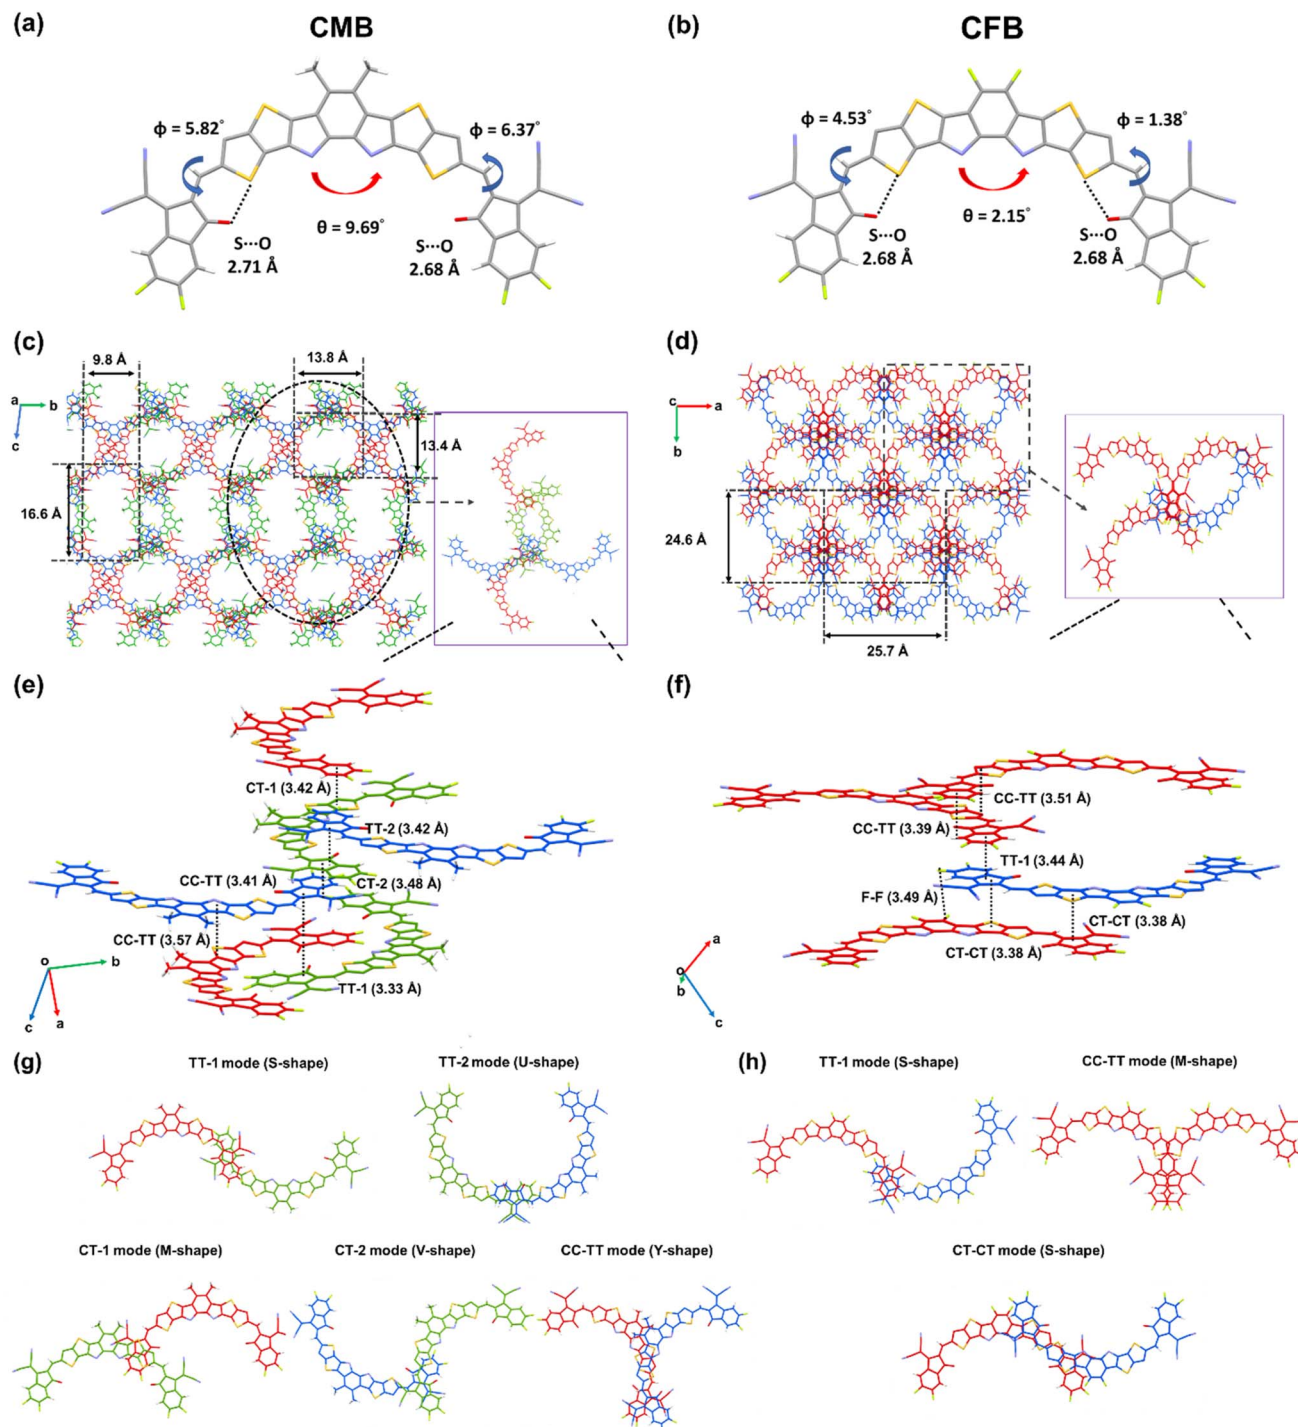 (a)
CMB
ϕ = 5.82°
ϕ = 6.37°
θ = 9.69°
S···O
2.71 Å
S···O
2.68 Å
(b)
CFB
ϕ = 4.53°
ϕ = 1.38°
θ = 2.15°
S···O
2.68 Å
S···O
2.68 Å
(c)
9.8 Å
13.8 Å
a
b
c
13.4 Å
16.6 Å
(d)
c
a
b
24.6 Å
25.7 Å
(e)
CT-1 (3.42 Å)
TT-2 (3.42 Å)
CC-TT (3.41 Å)
CT-2 (3.48 Å)
CC-TT (3.57 Å)
TT-1 (3.33 Å)
o
b
c
a
(f)
CC-TT (3.51 Å)
CC-TT (3.39 Å)
TT-1 (3.44 Å)
F-F (3.49 Å)
CT-CT (3.38 Å)
CT-CT (3.38 Å)
a
o
b
c
(g)
TT-1 mode (S-shape)
TT-2 mode (U-shape)
CT-1 mode (M-shape)
CT-2 mode (V-shape)
CC-TT mode (Y-shape)
(h)
TT-1 mode (S-shape)
CC-TT mode (M-shape)
CT-CT mode (S-shape)